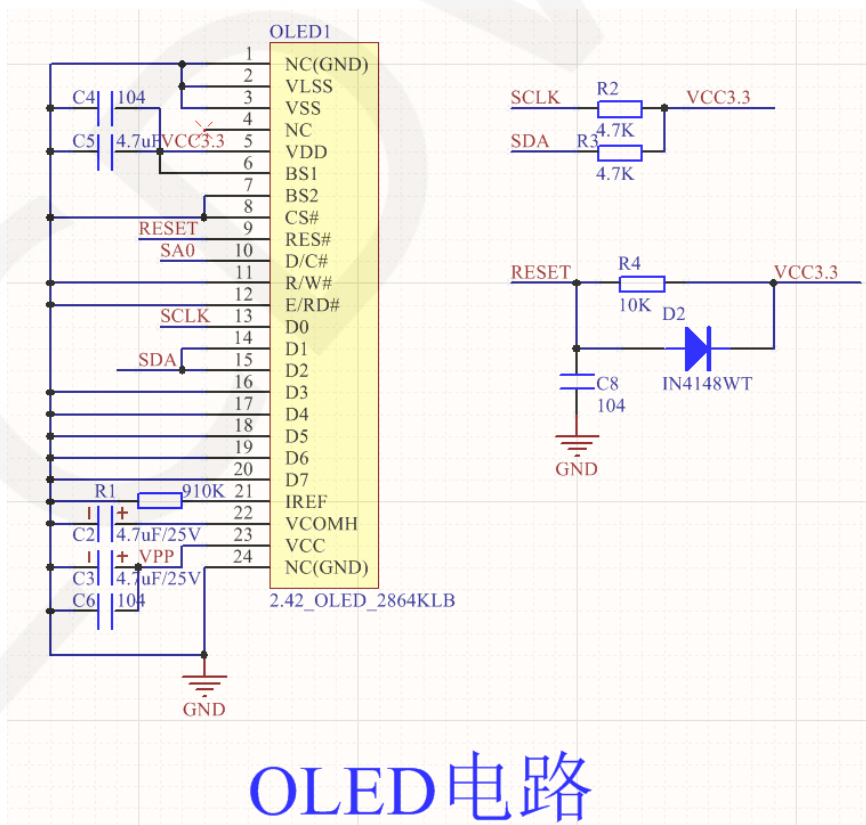 OLED1
1 NC(GND)
2 VLSS
3 VSS
4 NC
5 VDD
6 BS1
7 BS2
8 CS#
9 RES#
10 D/C#
11 R/W#
12 E/RD#
13 D0
14 D1
15 D2
16 D3
17 D4
18 D5
19 D6
20 D7
21 IREF
22 VCOMH
23 VCC
24 NC(GND)
2.42_OLED_2864KLB
C4 104
C5 4.7uF VCC3.3
RESET
SA0
SCLK
SDA
R1 910K
C2 4.7uF/25V
VPP
C3 4.7uF/25V
C6 104
GND
SCLK R2 VCC3.3
4.7K
SDA R3
4.7K
RESET R4 VCC3.3
10K
D2
IN4148WT
C8
104
GND
OLED电路